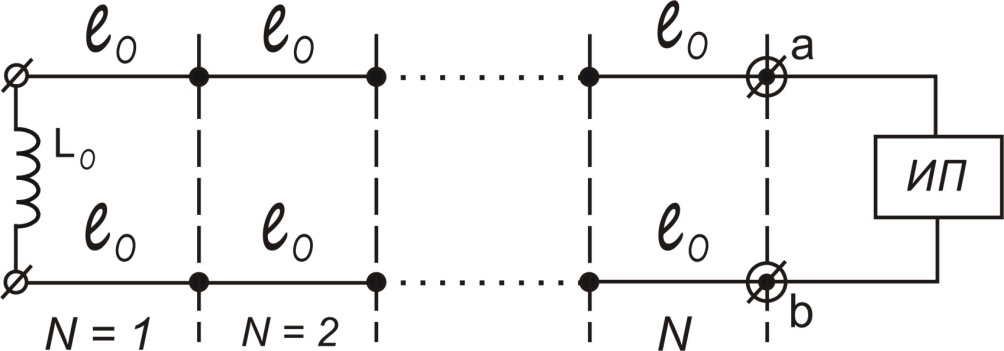 ℓ₀ ℓ₀ ℓ₀
a
L₀
ИП
ℓ₀ ℓ₀ ℓ₀
b
N = 1 N = 2 N